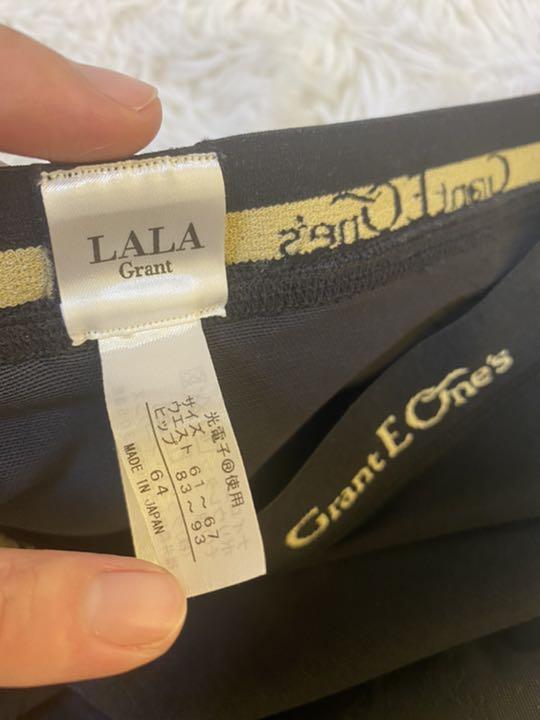 LALA
Grant
Grant E One's
Grant E One's
光電子®使用
サイズ 64
ウエスト 61～67
ヒップ 83～93
MADE IN JAPAN